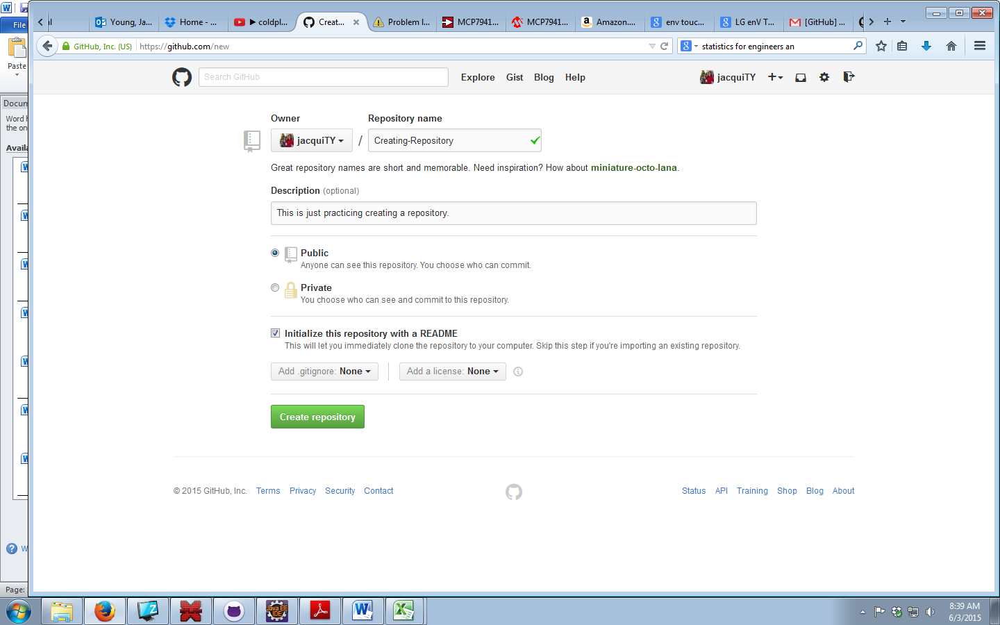 File
Young, Ja...
Home - ...
▶ coldpl...
Creat...
Problem l...
MCP7941...
MCP7941...
Amazon....
env touc...
LG enV T...
[GitHub] ...
GitHub, Inc. (US)
https://github.com/new
statistics for engineers an
Paste
Search GitHub
Explore Gist Blog Help
jacquiTY
Owner Repository name
jacquiTY / Creating-Repository
Great repository names are short and memorable. Need inspiration? How about miniature-octo-lana.
Description (optional)
This is just practicing creating a repository.
Public
Anyone can see this repository. You choose who can commit.
Private
You choose who can see and commit to this repository.
Initialize this repository with a README
This will let you immediately clone the repository to your computer. Skip this step if you're importing an existing repository.
Add .gitignore: None
Add a license: None
Create repository
© 2015 GitHub, Inc. Terms Privacy Security Contact
Status API Training Shop Blog About
the on
Page:
Java EE
IDE
8:39 AM
6/3/2015